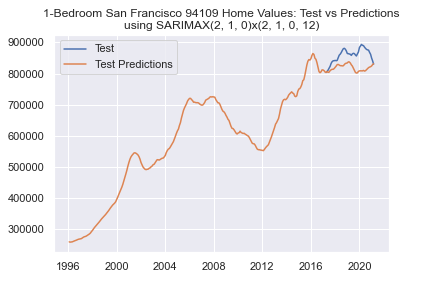 1-Bedroom San Francisco 94109 Home Values: Test vs Predictions
using SARIMAX(2, 1, 0)x(2, 1, 0, 12)
Test
Test Predictions
900000
800000
700000
600000
500000
400000
300000
1996 2000 2004 2008 2012 2016 2020